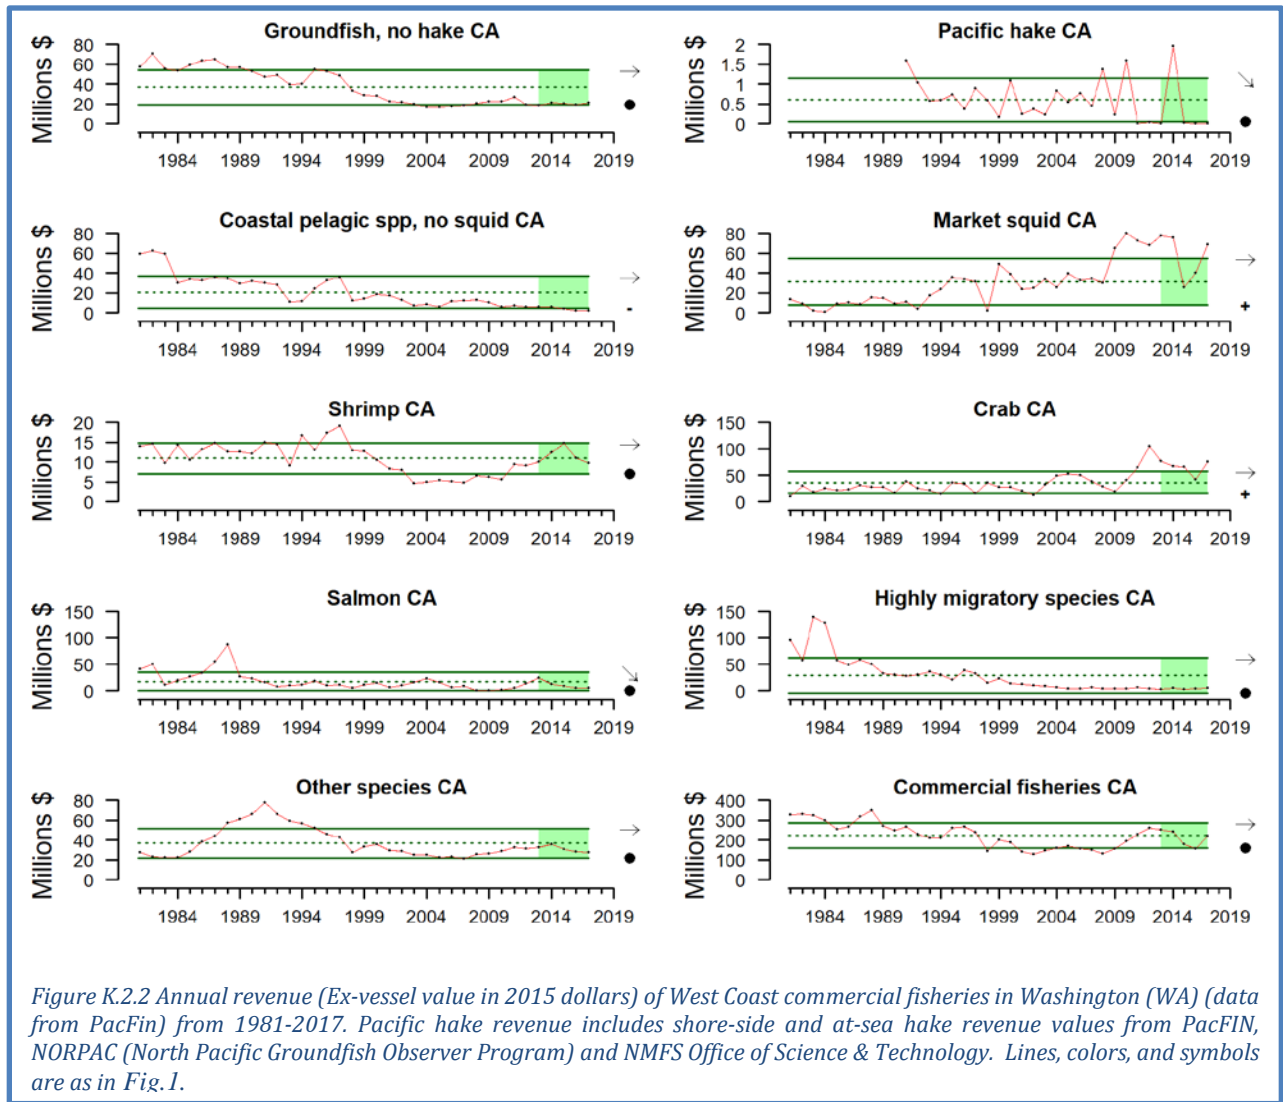 Groundfish, no hake CA
Millions $
80
60
40
20
0
1984 1989 1994 1999 2004 2009 2014 2019
Pacific hake CA
Millions $
2
1.5
1
0.5
0
1984 1989 1994 1999 2004 2009 2014 2019
Coastal pelagic spp, no squid CA
Millions $
80
60
40
20
0
1984 1989 1994 1999 2004 2009 2014 2019
Market squid CA
Millions $
80
60
40
20
0
1984 1989 1994 1999 2004 2009 2014 2019
Shrimp CA
Millions $
20
15
10
5
0
1984 1989 1994 1999 2004 2009 2014 2019
Crab CA
Millions $
150
100
50
0
1984 1989 1994 1999 2004 2009 2014 2019
Salmon CA
Millions $
150
100
50
0
1984 1989 1994 1999 2004 2009 2014 2019
Highly migratory species CA
Millions $
150
100
50
0
1984 1989 1994 1999 2004 2009 2014 2019
Other species CA
Millions $
80
60
40
20
0
1984 1989 1994 1999 2004 2009 2014 2019
Commercial fisheries CA
Millions $
400
300
200
100
0
1984 1989 1994 1999 2004 2009 2014 2019
Figure K.2.2 Annual revenue (Ex-vessel value in 2015 dollars) of West Coast commercial fisheries in Washington (WA) (data
from PacFin) from 1981-2017. Pacific hake revenue includes shore-side and at-sea hake revenue values from PacFIN,
NORPAC (North Pacific Groundfish Observer Program) and NMFS Office of Science & Technology. Lines, colors, and symbols
are as in Fig.1.